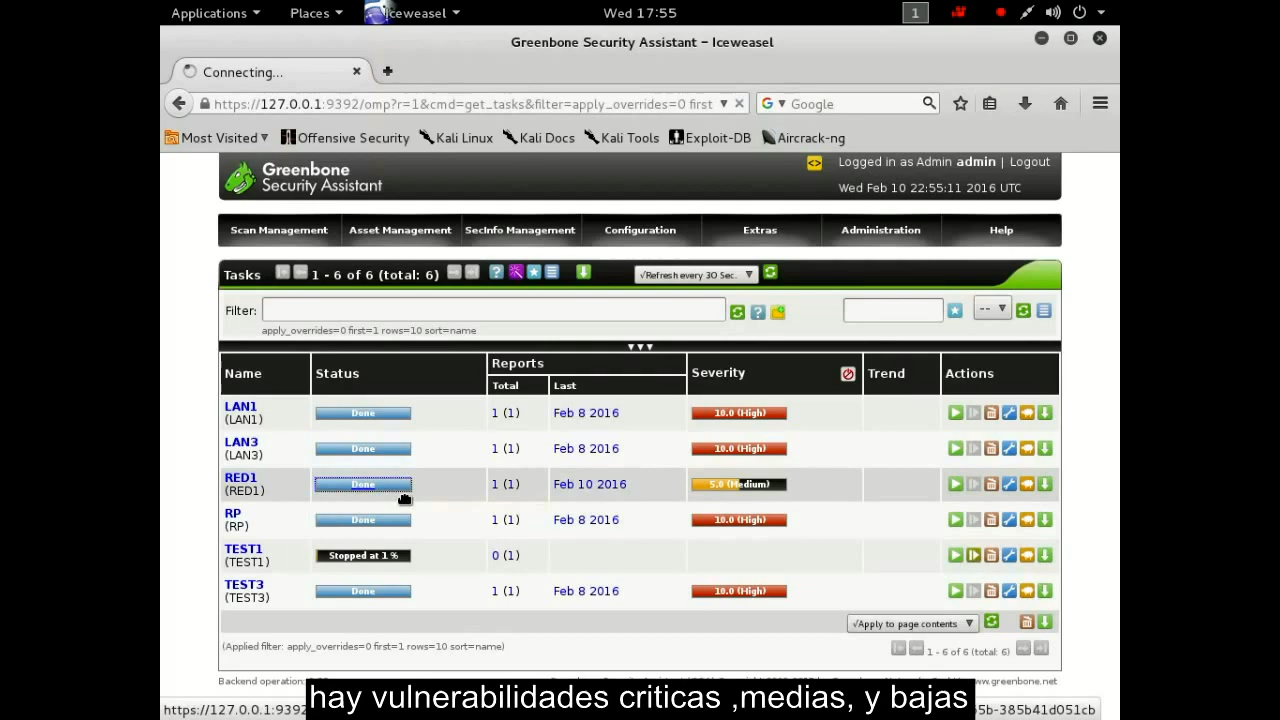 Applications Places Iceweasel Wed 17:55 1
Greenbone Security Assistant – Iceweasel
Connecting...
https://127.0.0.1:9392/omp?r=1&cmd=get_tasks&filter=apply_overrides=0 first Google
Most Visited Offensive Security Kali Linux Kali Docs Kali Tools Exploit-DB Aircrack-ng
Greenbone
Security Assistant
Logged in as Admin admin | Logout
Wed Feb 10 22:55:11 2016 UTC
Scan Management Asset Management SecInfo Management Configuration Extras Administration Help
Tasks 1 - 6 of 6 (total: 6) √Refresh every 30 Sec.
Filter: --
apply_overrides=0 first=1 rows=10 sort=name
Name Status Reports Severity Trend Actions
Total Last
LAN1 Done 1 (1) Feb 8 2016 10.0 (High)
(LAN1)
LAN3 Done 1 (1) Feb 8 2016 10.0 (High)
(LAN3)
RED1 Done 1 (1) Feb 10 2016 5.0 (Medium)
(RED1)
RP Done 1 (1) Feb 8 2016 10.0 (High)
(RP)
TEST1 Stopped at 1 % 0 (1)
(TEST1)
TEST3 Done 1 (1) Feb 8 2016 10.0 (High)
(TEST3)
√Apply to page contents
(Applied filter: apply_overrides=0 first=1 rows=10 sort=name) 1 - 6 of 6 (total: 6)
Backend operation: www.greenbone.net
hay vulnerabilidades criticas ,medias, y bajas
https://127.0.0.1:9392 5b-385b41d051cb